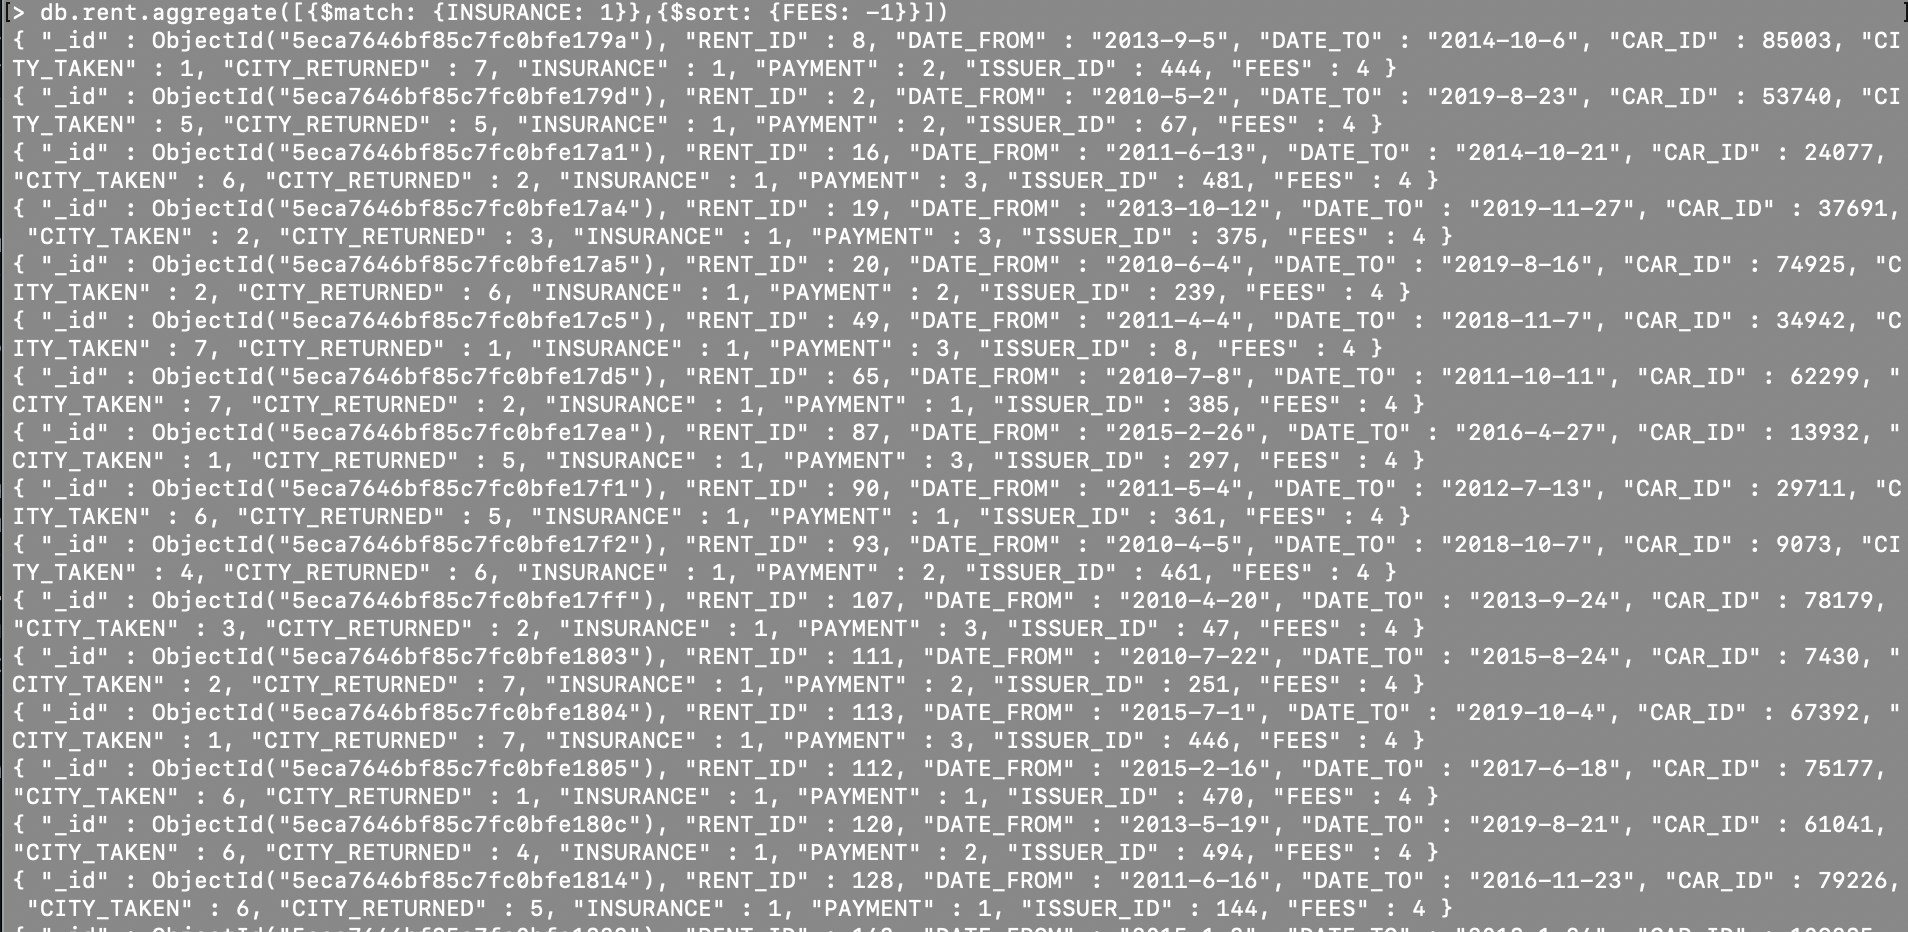 [> db.rent.aggregate([{$match: {INSURANCE: 1}},{$sort: {FEES: -1}}])
{ "_id" : ObjectId("5eca7646bf85c7fc0bfe179a"), "RENT_ID" : 8, "DATE_FROM" : "2013-9-5", "DATE_TO" : "2014-10-6", "CAR_ID" : 85003, "CI
TY_TAKEN" : 1, "CITY_RETURNED" : 7, "INSURANCE" : 1, "PAYMENT" : 2, "ISSUER_ID" : 444, "FEES" : 4 }
{ "_id" : ObjectId("5eca7646bf85c7fc0bfe179d"), "RENT_ID" : 2, "DATE_FROM" : "2010-5-2", "DATE_TO" : "2019-8-23", "CAR_ID" : 53740, "CI
TY_TAKEN" : 5, "CITY_RETURNED" : 5, "INSURANCE" : 1, "PAYMENT" : 2, "ISSUER_ID" : 67, "FEES" : 4 }
{ "_id" : ObjectId("5eca7646bf85c7fc0bfe17a1"), "RENT_ID" : 16, "DATE_FROM" : "2011-6-13", "DATE_TO" : "2014-10-21", "CAR_ID" : 24077,
"CITY_TAKEN" : 6, "CITY_RETURNED" : 2, "INSURANCE" : 1, "PAYMENT" : 3, "ISSUER_ID" : 481, "FEES" : 4 }
{ "_id" : ObjectId("5eca7646bf85c7fc0bfe17a4"), "RENT_ID" : 19, "DATE_FROM" : "2013-10-12", "DATE_TO" : "2019-11-27", "CAR_ID" : 37691,
"CITY_TAKEN" : 2, "CITY_RETURNED" : 3, "INSURANCE" : 1, "PAYMENT" : 3, "ISSUER_ID" : 375, "FEES" : 4 }
{ "_id" : ObjectId("5eca7646bf85c7fc0bfe17a5"), "RENT_ID" : 20, "DATE_FROM" : "2010-6-4", "DATE_TO" : "2019-8-16", "CAR_ID" : 74925, "C
ITY_TAKEN" : 2, "CITY_RETURNED" : 6, "INSURANCE" : 1, "PAYMENT" : 2, "ISSUER_ID" : 239, "FEES" : 4 }
{ "_id" : ObjectId("5eca7646bf85c7fc0bfe17c5"), "RENT_ID" : 49, "DATE_FROM" : "2011-4-4", "DATE_TO" : "2018-11-7", "CAR_ID" : 34942, "C
ITY_TAKEN" : 7, "CITY_RETURNED" : 1, "INSURANCE" : 1, "PAYMENT" : 3, "ISSUER_ID" : 8, "FEES" : 4 }
{ "_id" : ObjectId("5eca7646bf85c7fc0bfe17d5"), "RENT_ID" : 65, "DATE_FROM" : "2010-7-8", "DATE_TO" : "2011-10-11", "CAR_ID" : 62299, "
CITY_TAKEN" : 7, "CITY_RETURNED" : 2, "INSURANCE" : 1, "PAYMENT" : 1, "ISSUER_ID" : 385, "FEES" : 4 }
{ "_id" : ObjectId("5eca7646bf85c7fc0bfe17ea"), "RENT_ID" : 87, "DATE_FROM" : "2015-2-26", "DATE_TO" : "2016-4-27", "CAR_ID" : 13932, "
CITY_TAKEN" : 1, "CITY_RETURNED" : 5, "INSURANCE" : 1, "PAYMENT" : 3, "ISSUER_ID" : 297, "FEES" : 4 }
{ "_id" : ObjectId("5eca7646bf85c7fc0bfe17f1"), "RENT_ID" : 90, "DATE_FROM" : "2011-5-4", "DATE_TO" : "2012-7-13", "CAR_ID" : 29711, "C
ITY_TAKEN" : 6, "CITY_RETURNED" : 5, "INSURANCE" : 1, "PAYMENT" : 1, "ISSUER_ID" : 361, "FEES" : 4 }
{ "_id" : ObjectId("5eca7646bf85c7fc0bfe17f2"), "RENT_ID" : 93, "DATE_FROM" : "2010-4-5", "DATE_TO" : "2018-10-7", "CAR_ID" : 9073, "CI
TY_TAKEN" : 4, "CITY_RETURNED" : 6, "INSURANCE" : 1, "PAYMENT" : 2, "ISSUER_ID" : 461, "FEES" : 4 }
{ "_id" : ObjectId("5eca7646bf85c7fc0bfe17ff"), "RENT_ID" : 107, "DATE_FROM" : "2010-4-20", "DATE_TO" : "2013-9-24", "CAR_ID" : 78179,
"CITY_TAKEN" : 3, "CITY_RETURNED" : 2, "INSURANCE" : 1, "PAYMENT" : 3, "ISSUER_ID" : 47, "FEES" : 4 }
{ "_id" : ObjectId("5eca7646bf85c7fc0bfe1803"), "RENT_ID" : 111, "DATE_FROM" : "2010-7-22", "DATE_TO" : "2015-8-24", "CAR_ID" : 7430, "
CITY_TAKEN" : 2, "CITY_RETURNED" : 7, "INSURANCE" : 1, "PAYMENT" : 2, "ISSUER_ID" : 251, "FEES" : 4 }
{ "_id" : ObjectId("5eca7646bf85c7fc0bfe1804"), "RENT_ID" : 113, "DATE_FROM" : "2015-7-1", "DATE_TO" : "2019-10-4", "CAR_ID" : 67392, "
CITY_TAKEN" : 1, "CITY_RETURNED" : 7, "INSURANCE" : 1, "PAYMENT" : 3, "ISSUER_ID" : 446, "FEES" : 4 }
{ "_id" : ObjectId("5eca7646bf85c7fc0bfe1805"), "RENT_ID" : 112, "DATE_FROM" : "2015-2-16", "DATE_TO" : "2017-6-18", "CAR_ID" : 75177,
"CITY_TAKEN" : 6, "CITY_RETURNED" : 1, "INSURANCE" : 1, "PAYMENT" : 1, "ISSUER_ID" : 470, "FEES" : 4 }
{ "_id" : ObjectId("5eca7646bf85c7fc0bfe180c"), "RENT_ID" : 120, "DATE_FROM" : "2013-5-19", "DATE_TO" : "2019-8-21", "CAR_ID" : 61041,
"CITY_TAKEN" : 6, "CITY_RETURNED" : 4, "INSURANCE" : 1, "PAYMENT" : 2, "ISSUER_ID" : 494, "FEES" : 4 }
{ "_id" : ObjectId("5eca7646bf85c7fc0bfe1814"), "RENT_ID" : 128, "DATE_FROM" : "2011-6-16", "DATE_TO" : "2016-11-23", "CAR_ID" : 79226,
"CITY_TAKEN" : 6, "CITY_RETURNED" : 5, "INSURANCE" : 1, "PAYMENT" : 1, "ISSUER_ID" : 144, "FEES" : 4 }